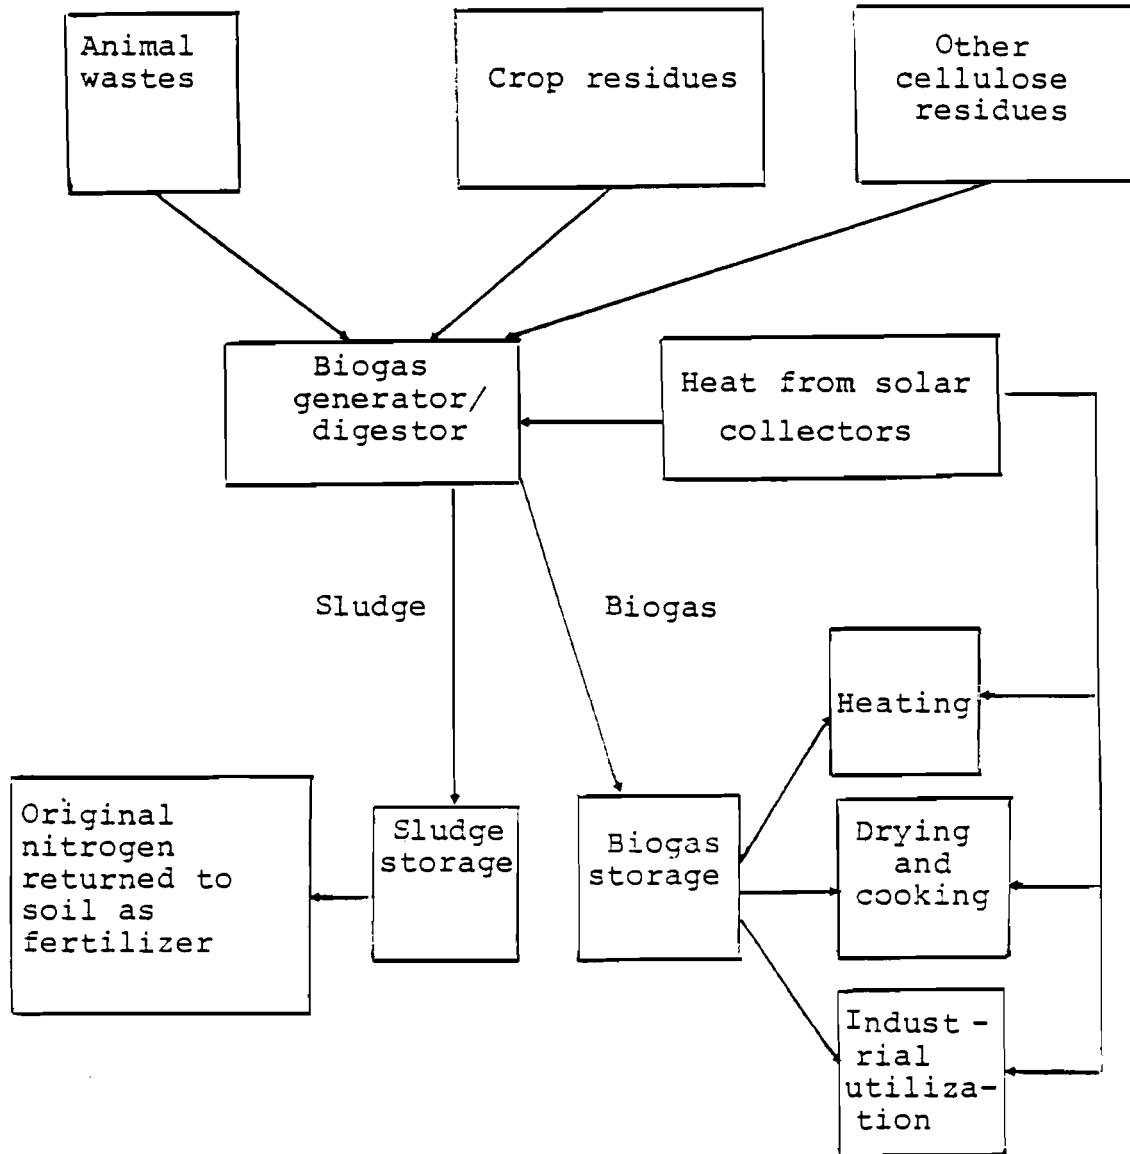 Animal
wastes
Crop residues
Other
cellulose
residues
Biogas
generator/
digestor
Heat from solar
collectors
Sludge
Biogas
Heating
Original
nitrogen
returned to
soil as
fertilizer
Sludge
storage
Biogas
storage
Drying
and
cooking
Indust-
rial
utiliza-
tion